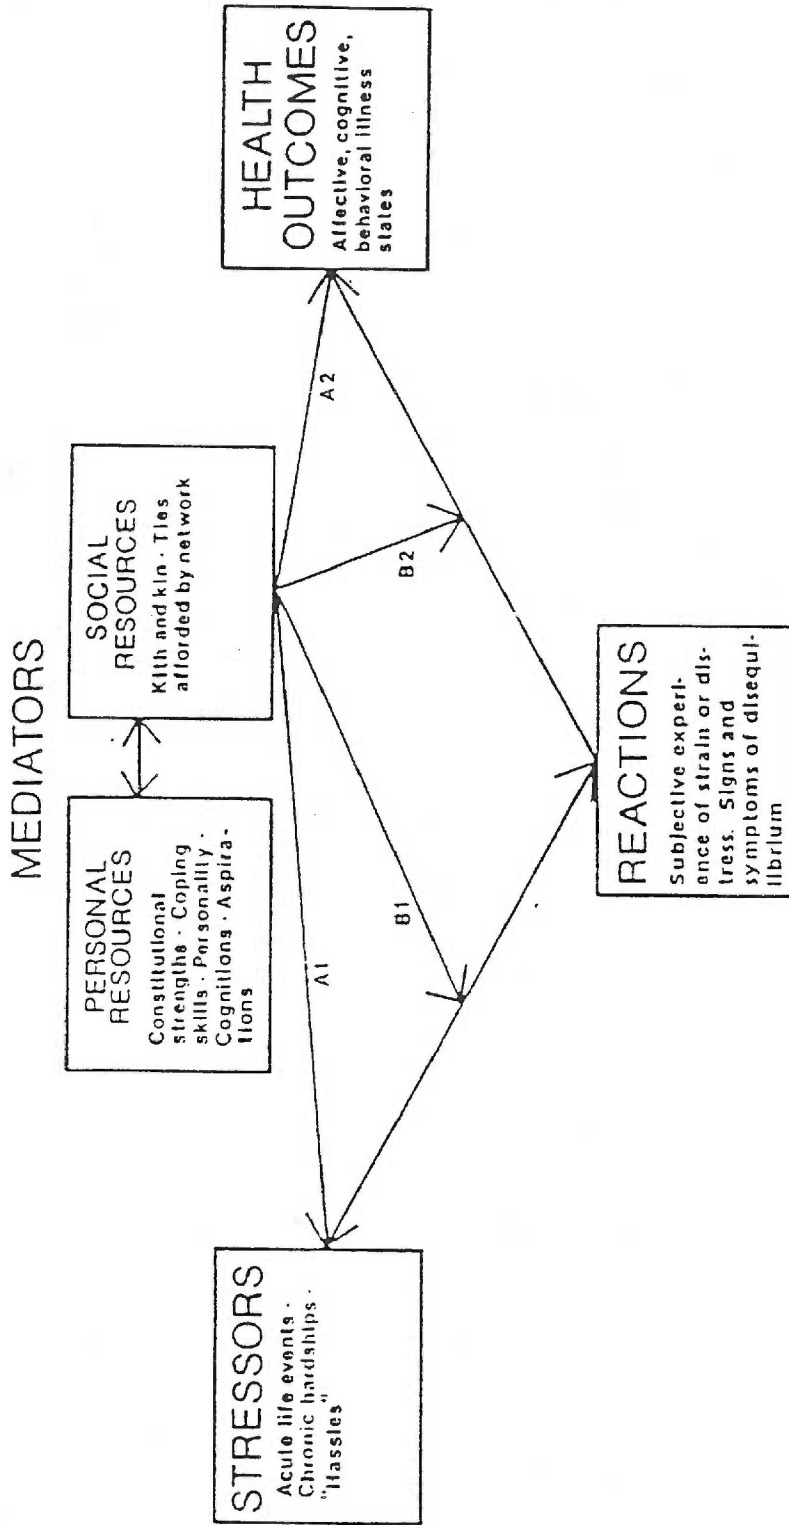 MEDIATORS
PERSONAL
RESOURCES
Constitutional
strengths · Coping
skills · Personality ·
Cognitions · Aspira-
tions
SOCIAL
RESOURCES
Kith and kin · Ties
afforded by network
STRESSORS
Acute life events ·
Chronic hardships ·
"Hassles"
HEALTH
OUTCOMES
Affective, cognitive,
behavioral illness
states
A1
B1
B2
A2
REACTIONS
Subjective experi-
ence of strain or dis-
tress. Signs and
symptoms of disequi-
librium